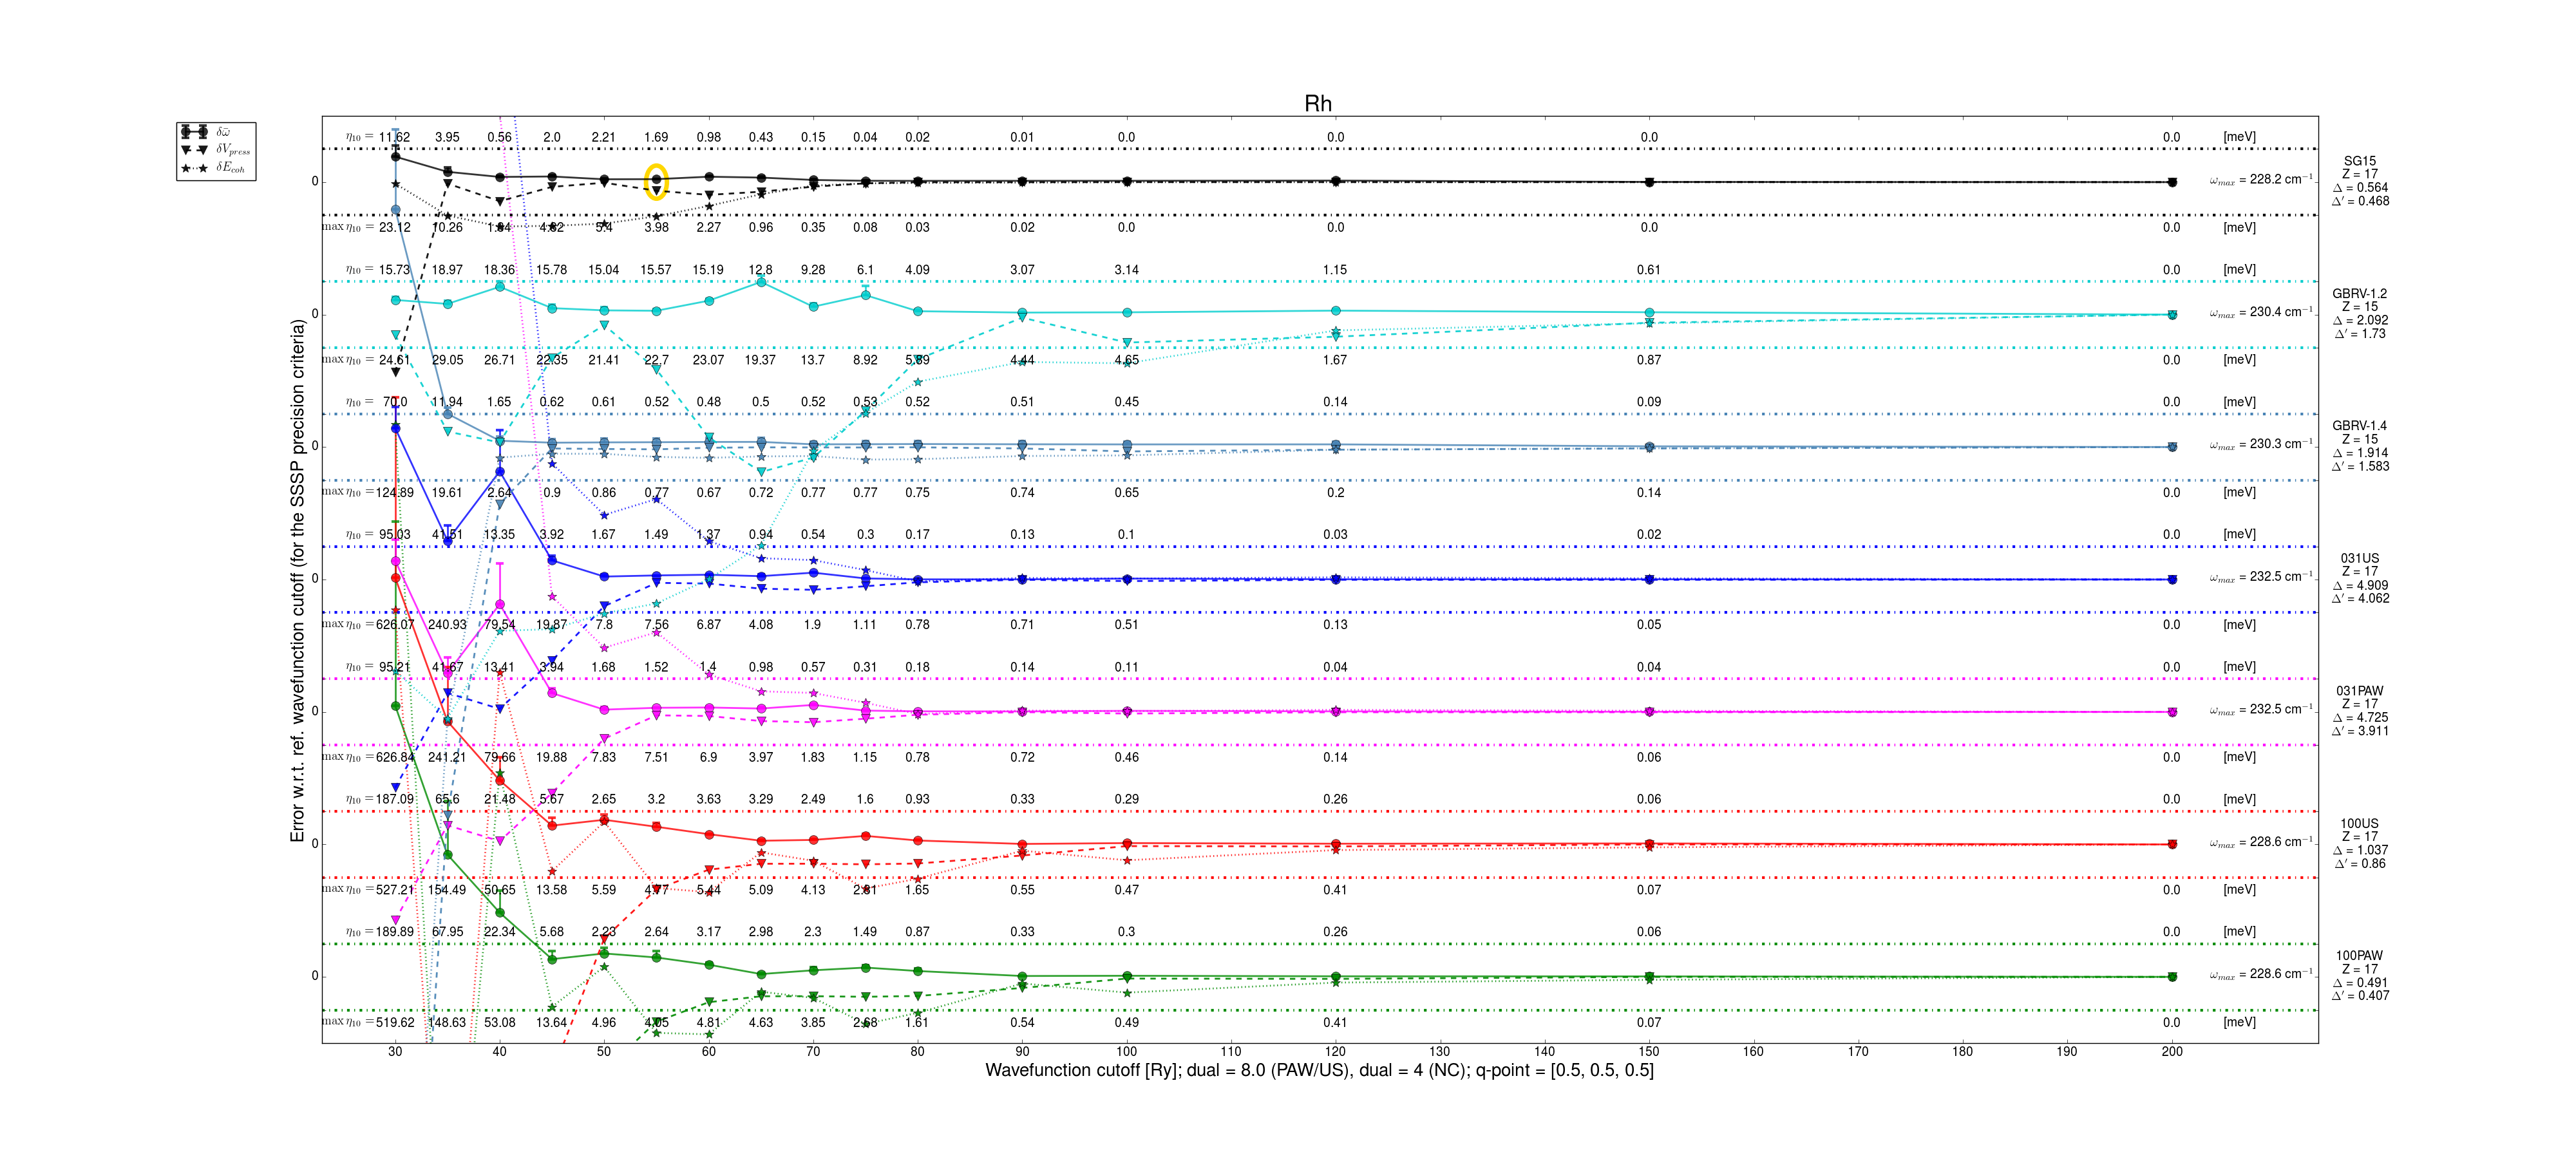 Rh
δω̄
δV_press
δE_coh
Error w.r.t. ref. wavefunction cutoff (for the SSSP precision criteria)
η₁₀ = 11.62 3.95 0.56 2.0 2.21 1.69 0.98 0.43 0.15 0.04 0.02 0.01 0.0 0.0 0.0 0.0 [meV]
0 ω_max = 228.2 cm⁻¹
max η₁₀ = 23.12 10.26 5.4 3.98 2.27 0.96 0.35 0.08 0.03 0.02 0.0 0.0 0.0 0.0 [meV]
SG15
Z = 17
Δ = 0.564
Δ′ = 0.468
η₁₀ = 15.73 18.97 18.36 15.78 15.04 15.57 15.19 12.8 9.28 6.1 4.09 3.07 3.14 1.15 0.61 0.0 [meV]
0 ω_max = 230.4 cm⁻¹
max η₁₀ = 24.61 29.05 26.71 22.35 21.41 22.7 23.07 19.37 13.7 8.92 5.89 4.44 4.65 1.67 0.87 0.0 [meV]
GBRV-1.2
Z = 15
Δ = 2.092
Δ′ = 1.73
η₁₀ = 70.0 11.94 1.65 0.62 0.61 0.52 0.48 0.5 0.52 0.53 0.52 0.51 0.45 0.14 0.09 0.0 [meV]
0 ω_max = 230.3 cm⁻¹
max η₁₀ = 124.89 19.61 2.64 0.9 0.86 0.77 0.67 0.72 0.77 0.77 0.75 0.74 0.65 0.2 0.14 0.0 [meV]
GBRV-1.4
Z = 15
Δ = 1.914
Δ′ = 1.583
η₁₀ = 95.03 41.51 13.35 3.92 1.67 1.49 1.37 0.94 0.54 0.3 0.17 0.13 0.1 0.03 0.02 0.0 [meV]
0 ω_max = 232.5 cm⁻¹
max η₁₀ = 626.07 240.93 79.54 19.87 7.8 7.56 6.87 4.08 1.9 1.11 0.78 0.71 0.51 0.13 0.05 0.0 [meV]
031US
Z = 17
Δ = 4.909
Δ′ = 4.062
η₁₀ = 95.21 41.67 13.41 3.94 1.68 1.52 1.4 0.98 0.57 0.31 0.18 0.14 0.11 0.04 0.04 0.0 [meV]
0 ω_max = 232.5 cm⁻¹
max η₁₀ = 626.84 241.21 79.66 19.88 7.83 7.51 6.9 3.97 1.83 1.15 0.78 0.72 0.46 0.14 0.06 0.0 [meV]
031PAW
Z = 17
Δ = 4.725
Δ′ = 3.911
η₁₀ = 187.09 65.6 21.48 5.67 2.65 3.2 3.63 3.29 2.49 1.6 0.93 0.33 0.29 0.26 0.06 0.0 [meV]
0 ω_max = 228.6 cm⁻¹
max η₁₀ = 527.21 154.49 50.65 13.58 5.59 4.77 5.44 5.09 4.13 2.81 1.65 0.55 0.47 0.41 0.07 0.0 [meV]
100US
Z = 17
Δ = 1.037
Δ′ = 0.86
η₁₀ = 189.89 67.95 22.34 5.68 2.23 2.64 3.17 2.98 2.3 1.49 0.87 0.33 0.3 0.26 0.06 0.0 [meV]
0 ω_max = 228.6 cm⁻¹
max η₁₀ = 519.62 148.63 53.08 13.64 4.96 4.81 4.63 3.85 2.68 1.61 0.54 0.49 0.41 0.07 0.0 [meV]
100PAW
Z = 17
Δ = 0.491
Δ′ = 0.407
30 40 50 60 70 80 90 100 110 120 130 140 150 160 170 180 190 200
Wavefunction cutoff [Ry]; dual = 8.0 (PAW/US), dual = 4 (NC); q-point = [0.5, 0.5, 0.5]